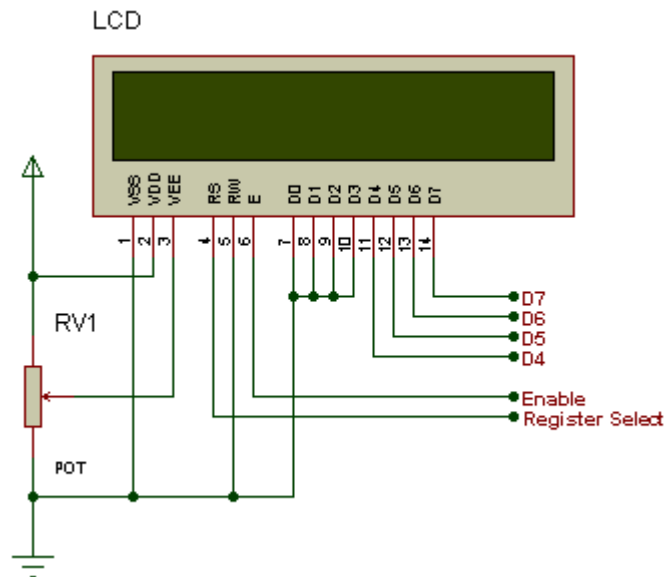 LCD
VSS VDD VEE RS RW E D0 D1 D2 D3 D4 D5 D6 D7
1 2 3 4 5 6 7 8 9 10 11 12 13 14
D7
D6
D5
D4
RV1
Enable
Register Select
POT